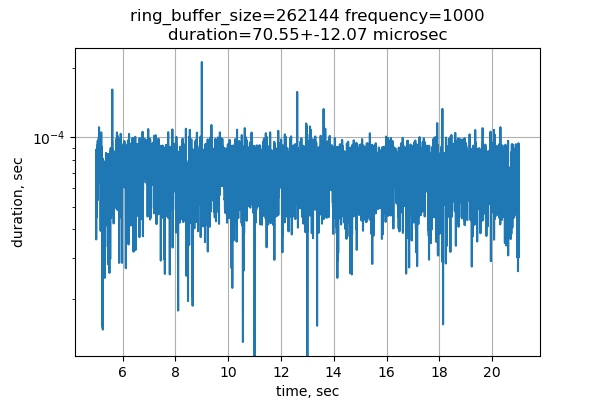 ring_buffer_size=262144 frequency=1000
duration=70.55+-12.07 microsec
10⁻⁴
duration, sec
6 8 10 12 14 16 18 20
time, sec